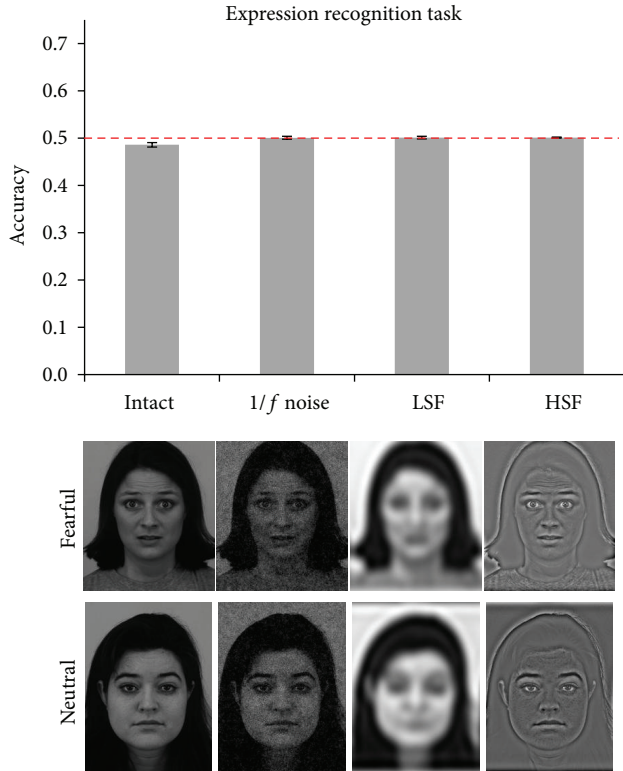 Expression recognition task
0.7
0.6
0.5
0.4
0.3
0.2
0.1
0.0
Accuracy
Intact 1/f noise LSF HSF
Fearful
Neutral